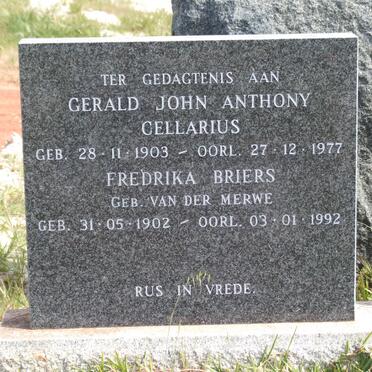 TER GEDAGTENIS AAN
GERALD JOHN ANTHONY
CELLARIUS
GEB. 28·11·1903 – OORL. 27·12·1977
FREDRIKA BRIERS
GEB. VAN DER MERWE
GEB. 31·05·1902 – OORL. 03·01·1992
RUS IN VREDE.